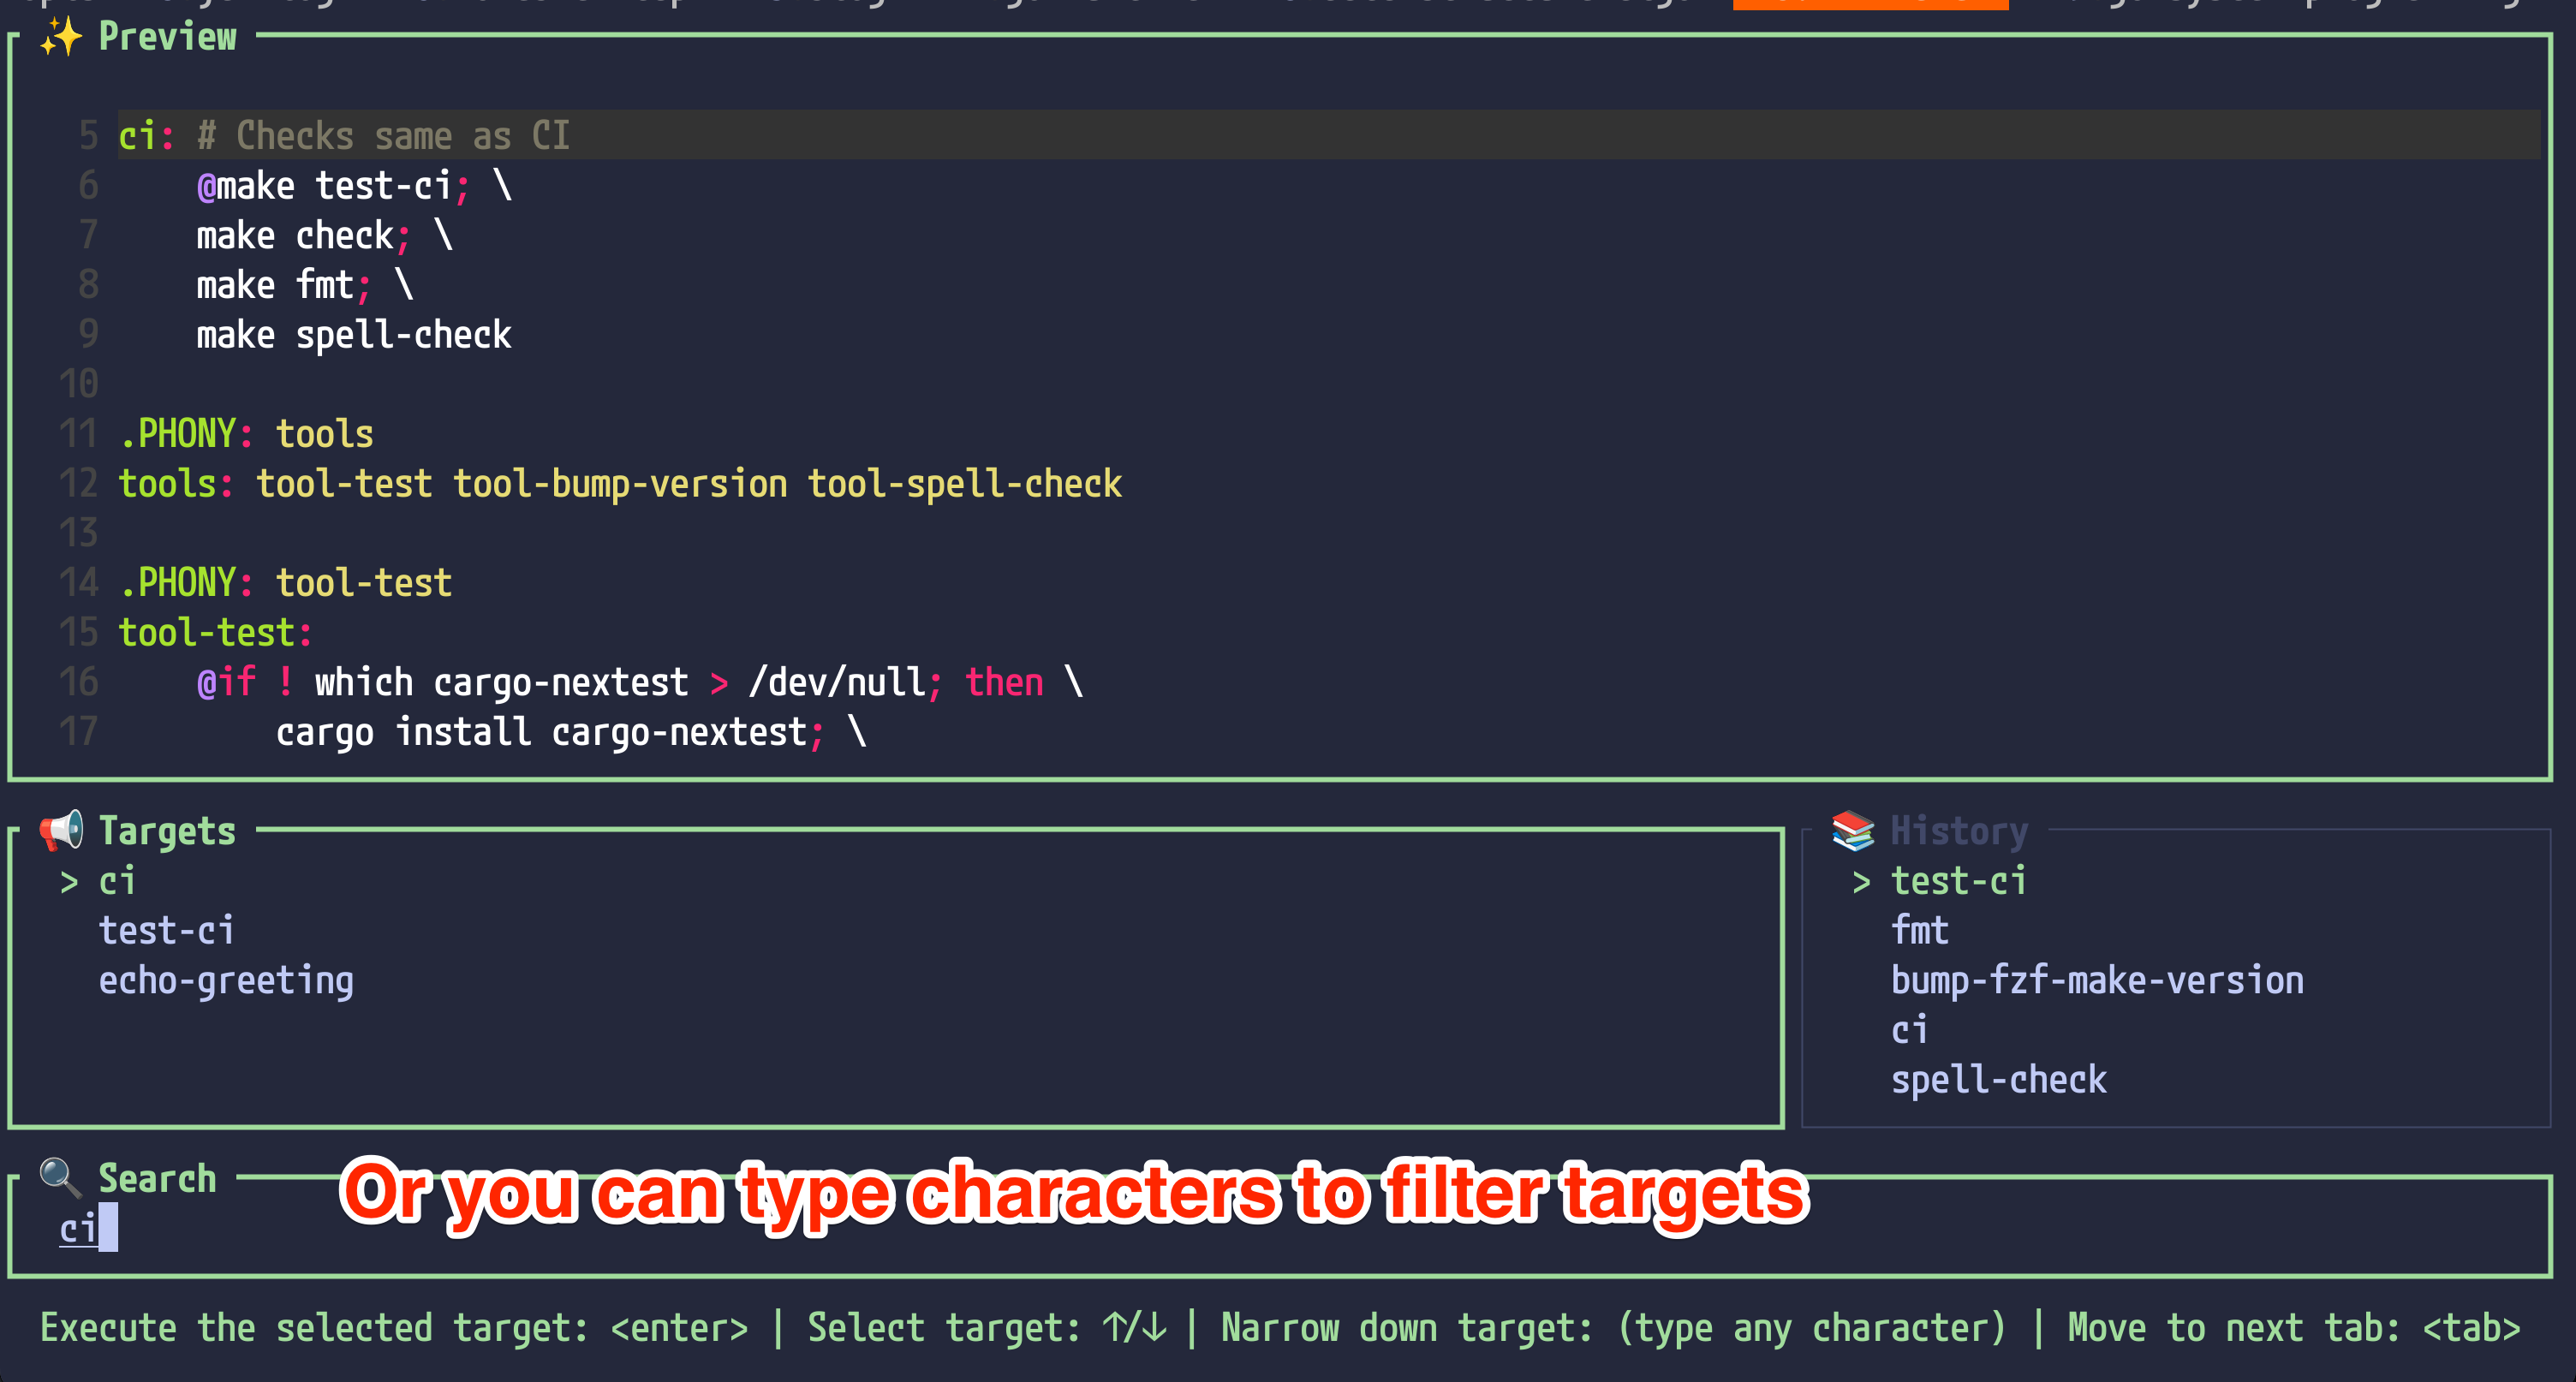 Preview
5 ci: # Checks same as CI
6 @make test-ci; \
7 make check; \
8 make fmt; \
9 make spell-check
10
11 .PHONY: tools
12 tools: tool-test tool-bump-version tool-spell-check
13
14 .PHONY: tool-test
15 tool-test:
16 @if ! which cargo-nextest > /dev/null; then \
17 cargo install cargo-nextest; \
Targets
> ci
test-ci
echo-greeting
History
> test-ci
fmt
bump-fzf-make-version
ci
spell-check
Search
Or you can type characters to filter targets
ci
Execute the selected target: <enter> | Select target: ↑/↓ | Narrow down target: (type any character) | Move to next tab: <tab>